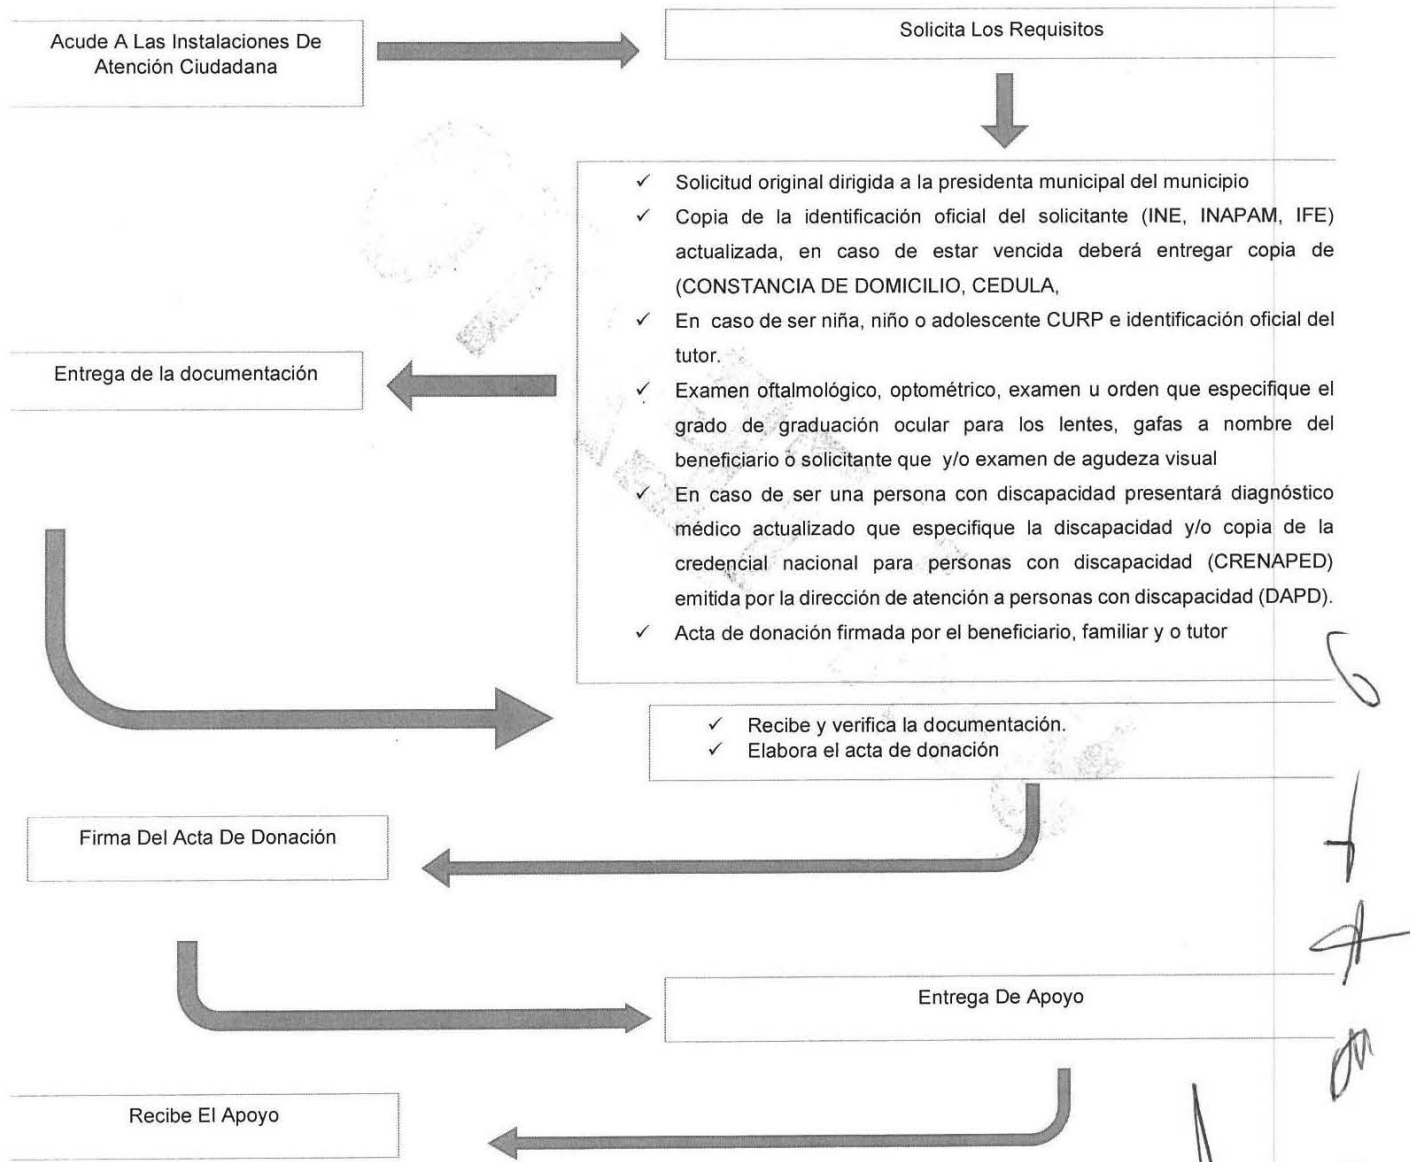 Acude A Las Instalaciones De
Atención Ciudadana
Solicita Los Requisitos
✓ Solicitud original dirigida a la presidenta municipal del municipio
✓ Copia de la identificación oficial del solicitante (INE, INAPAM, IFE)
actualizada, en caso de estar vencida deberá entregar copia de
(CONSTANCIA DE DOMICILIO, CEDULA,
✓ En caso de ser niña, niño o adolescente CURP e identificación oficial del
tutor.
✓ Examen oftalmológico, optométrico, examen u orden que especifique el
grado de graduación ocular para los lentes, gafas a nombre del
beneficiario o solicitante que y/o examen de agudeza visual
✓ En caso de ser una persona con discapacidad presentará diagnóstico
médico actualizado que especifique la discapacidad y/o copia de la
credencial nacional para personas con discapacidad (CRENAPED)
emitida por la dirección de atención a personas con discapacidad (DAPD).
✓ Acta de donación firmada por el beneficiario, familiar y o tutor
Entrega de la documentación
✓ Recibe y verifica la documentación.
✓ Elabora el acta de donación
Firma Del Acta De Donación
Entrega De Apoyo
Recibe El Apoyo